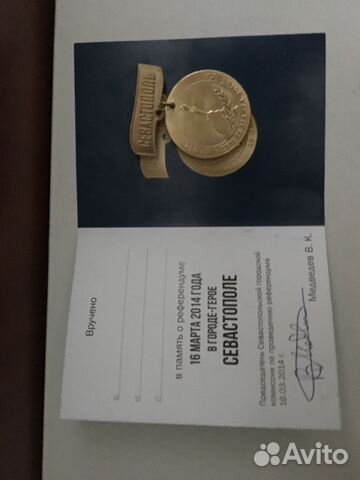 СЕВАСТОПОЛЬ
Вручено
Ф.
И.
О.
в память о референдуме
16 МАРТА 2014 ГОДА
В ГОРОДЕ-ГЕРОЕ
СЕВАСТОПОЛЕ
Председатель Севастопольской городской
комиссии по проведению референдума
16.03.2014 г.
Медведев В. К.
Avito